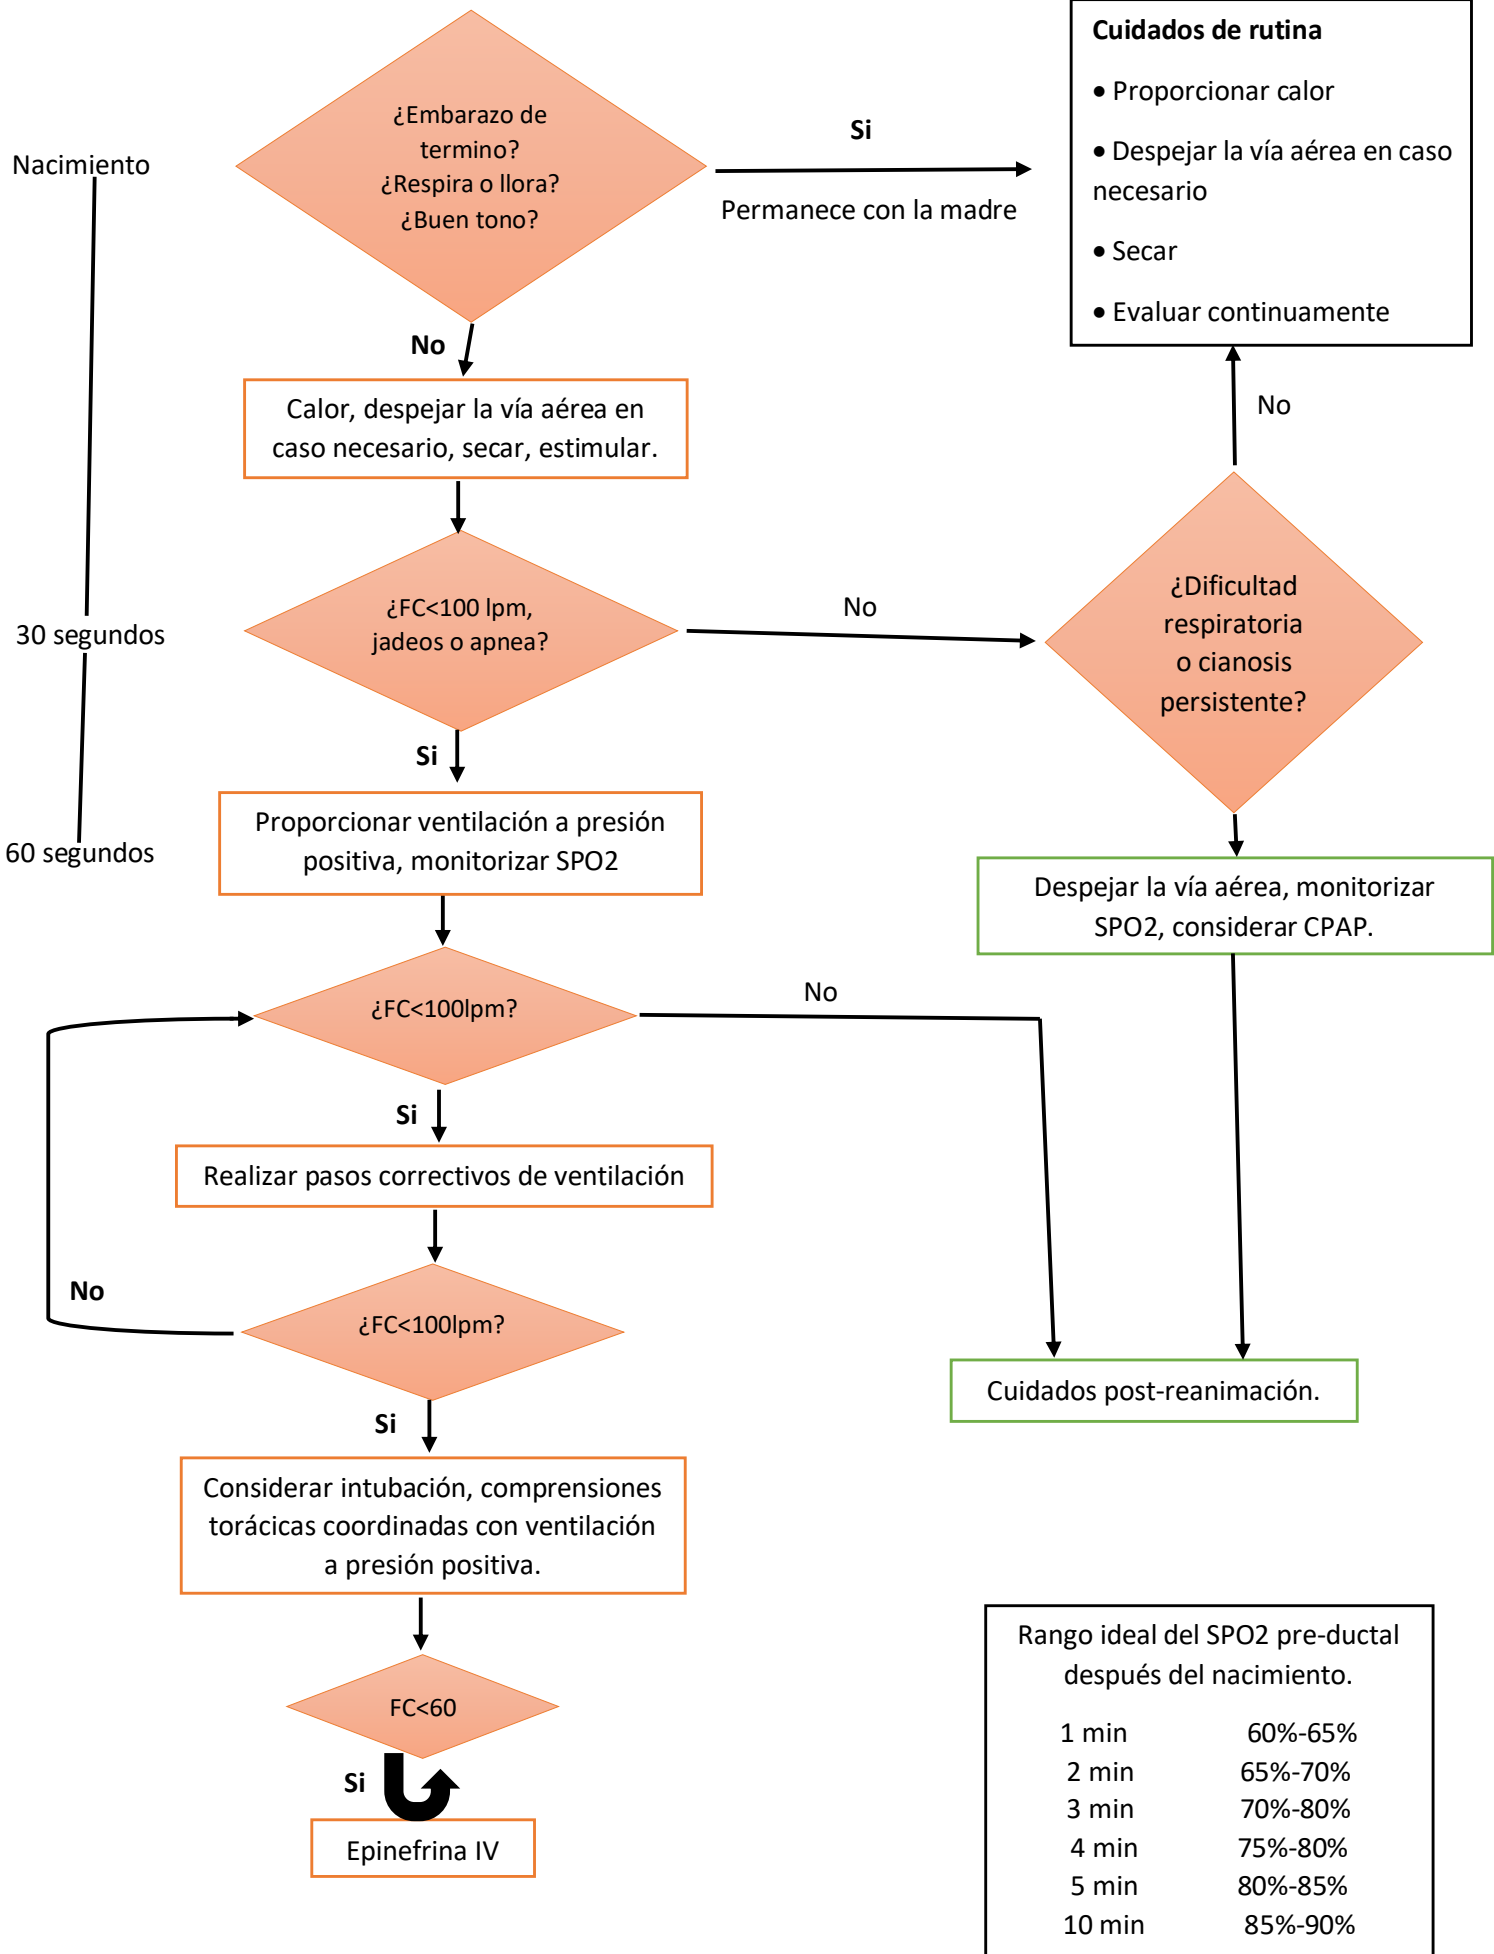 Nacimiento
¿Embarazo de
termino?
¿Respira o llora?
¿Buen tono?
Si
Permanece con la madre
Cuidados de rutina
• Proporcionar calor
• Despejar la vía aérea en caso
necesario
• Secar
• Evaluar continuamente
No
Calor, despejar la vía aérea en
caso necesario, secar, estimular.
No
30 segundos
¿FC<100 lpm,
jadeos o apnea?
No
¿Dificultad
respiratoria
o cianosis
persistente?
Si
60 segundos
Proporcionar ventilación a presión
positiva, monitorizar SPO2
Despejar la vía aérea, monitorizar
SPO2, considerar CPAP.
¿FC<100lpm?
No
Si
Realizar pasos correctivos de ventilación
No
¿FC<100lpm?
Cuidados post-reanimación.
Si
Considerar intubación, comprensiones
torácicas coordinadas con ventilación
a presión positiva.
FC<60
Si
Epinefrina IV
Rango ideal del SPO2 pre-ductal
después del nacimiento.
1 min 60%-65%
2 min 65%-70%
3 min 70%-80%
4 min 75%-80%
5 min 80%-85%
10 min 85%-90%